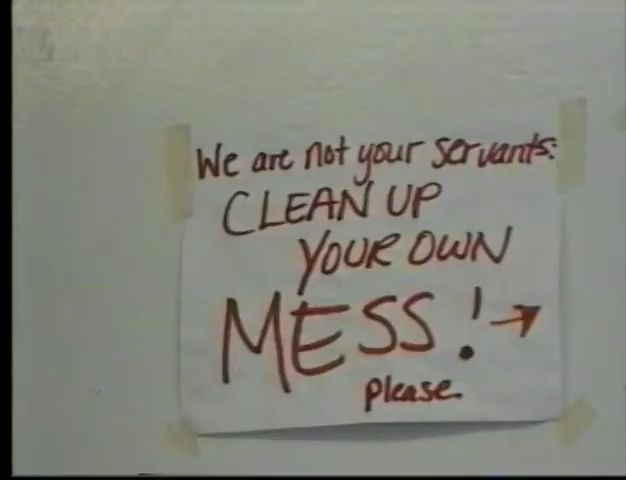 We are not your servants:
CLEAN UP
YOUR OWN
MESS! →
please.